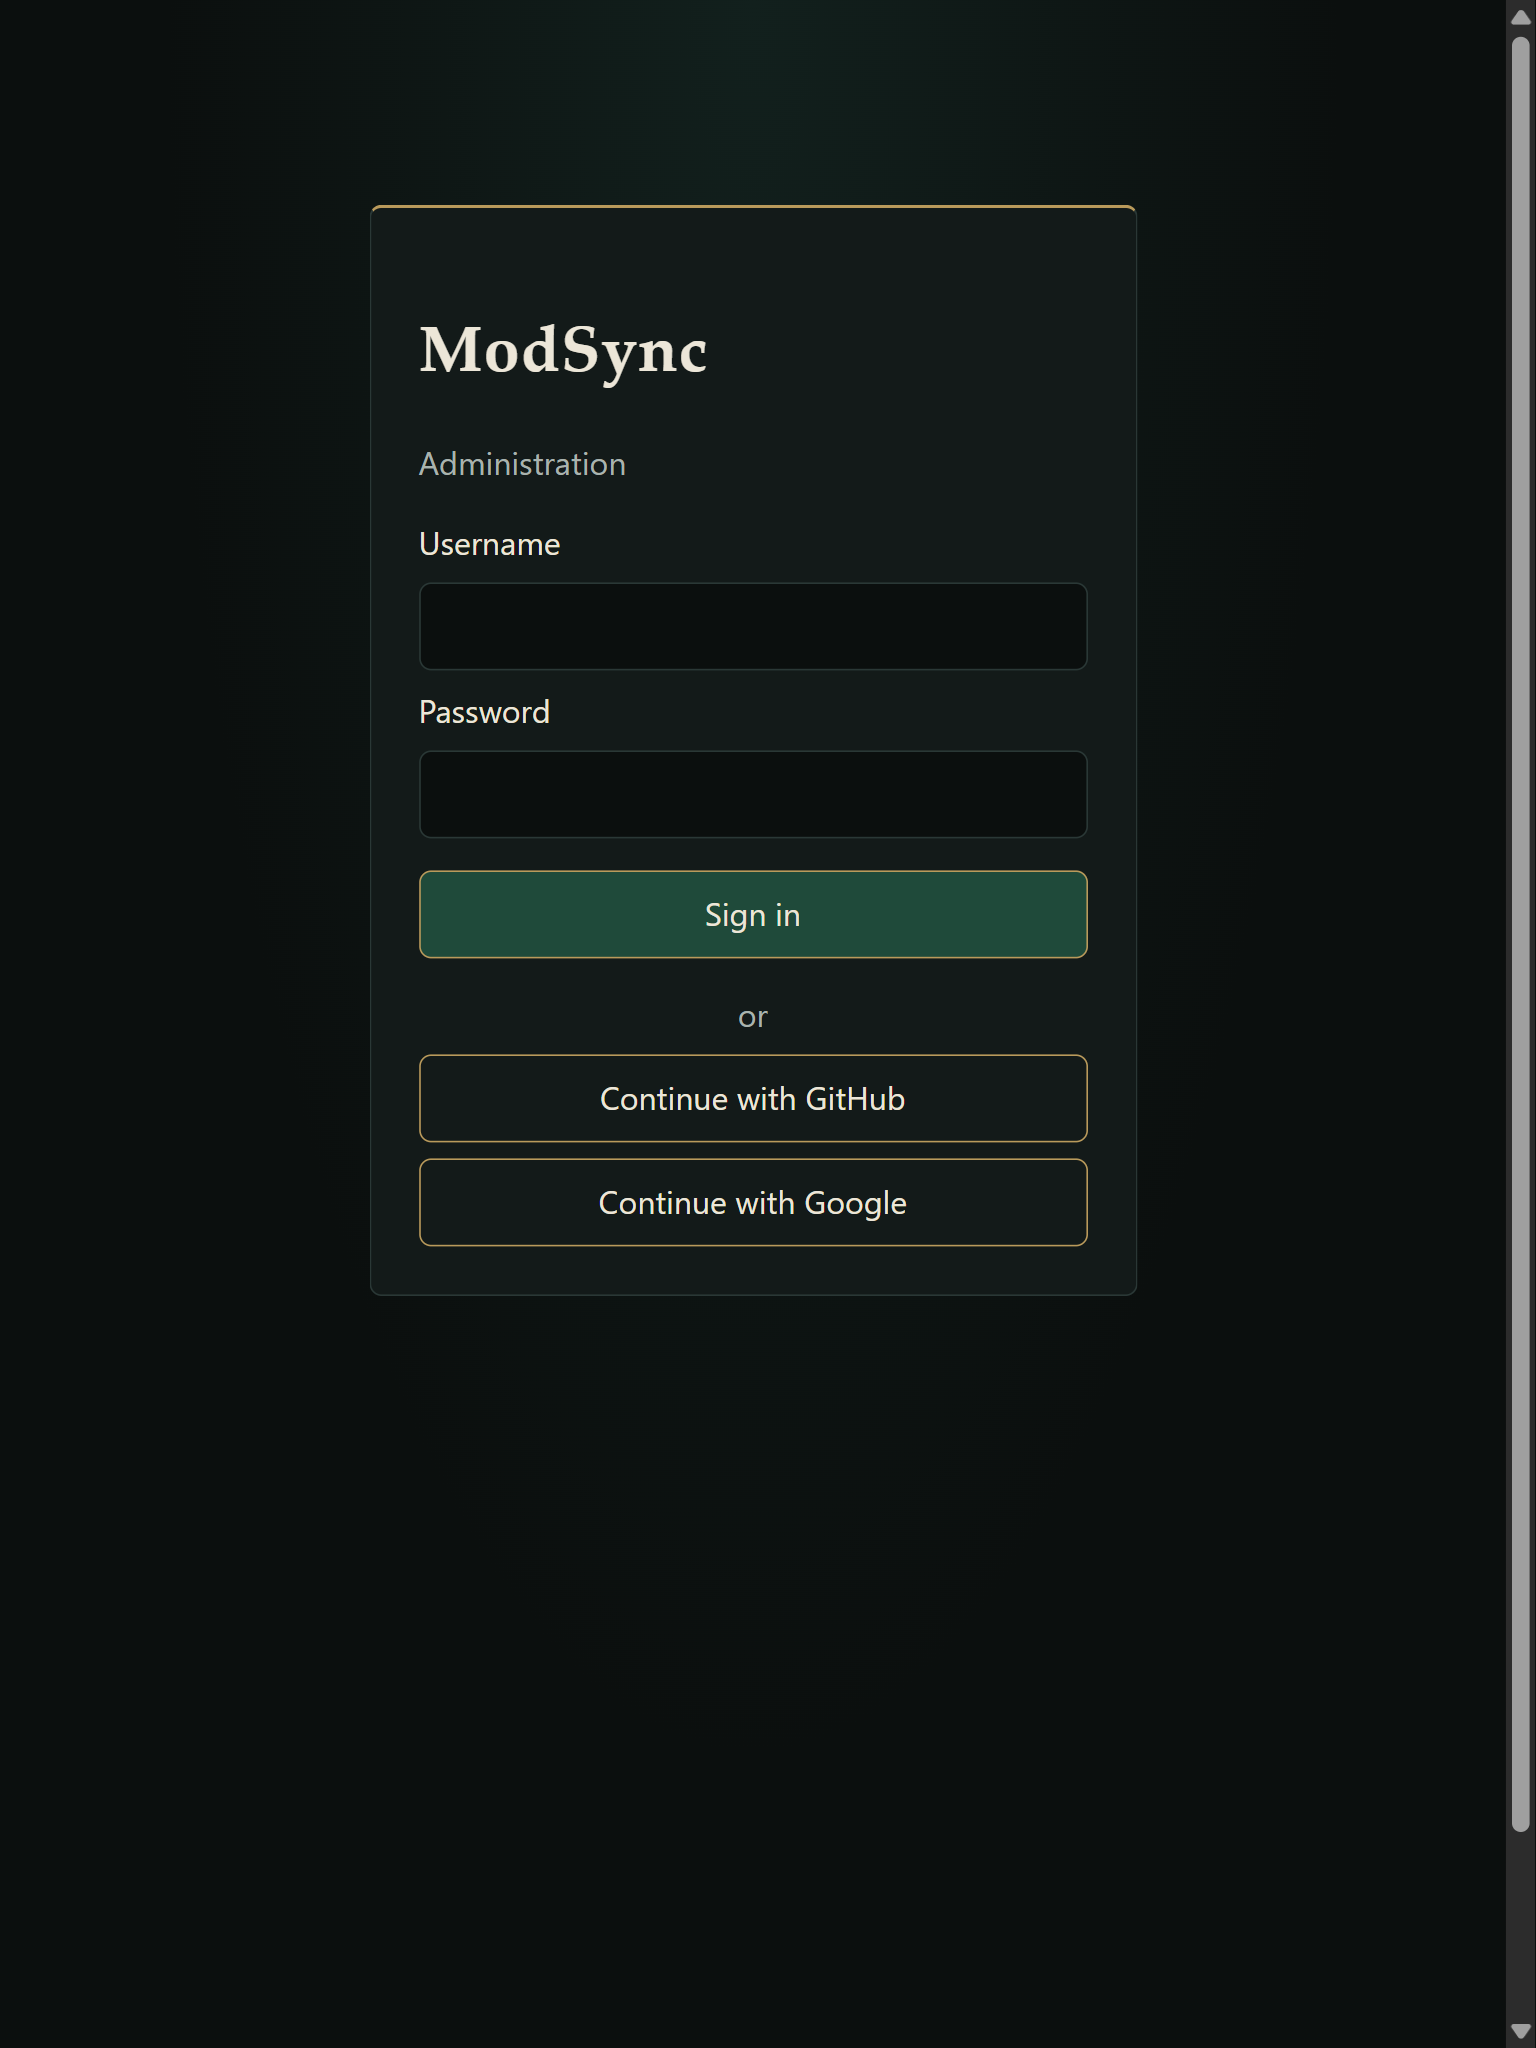 ModSync
Administration
Username
Password
Sign in
or
Continue with GitHub
Continue with Google